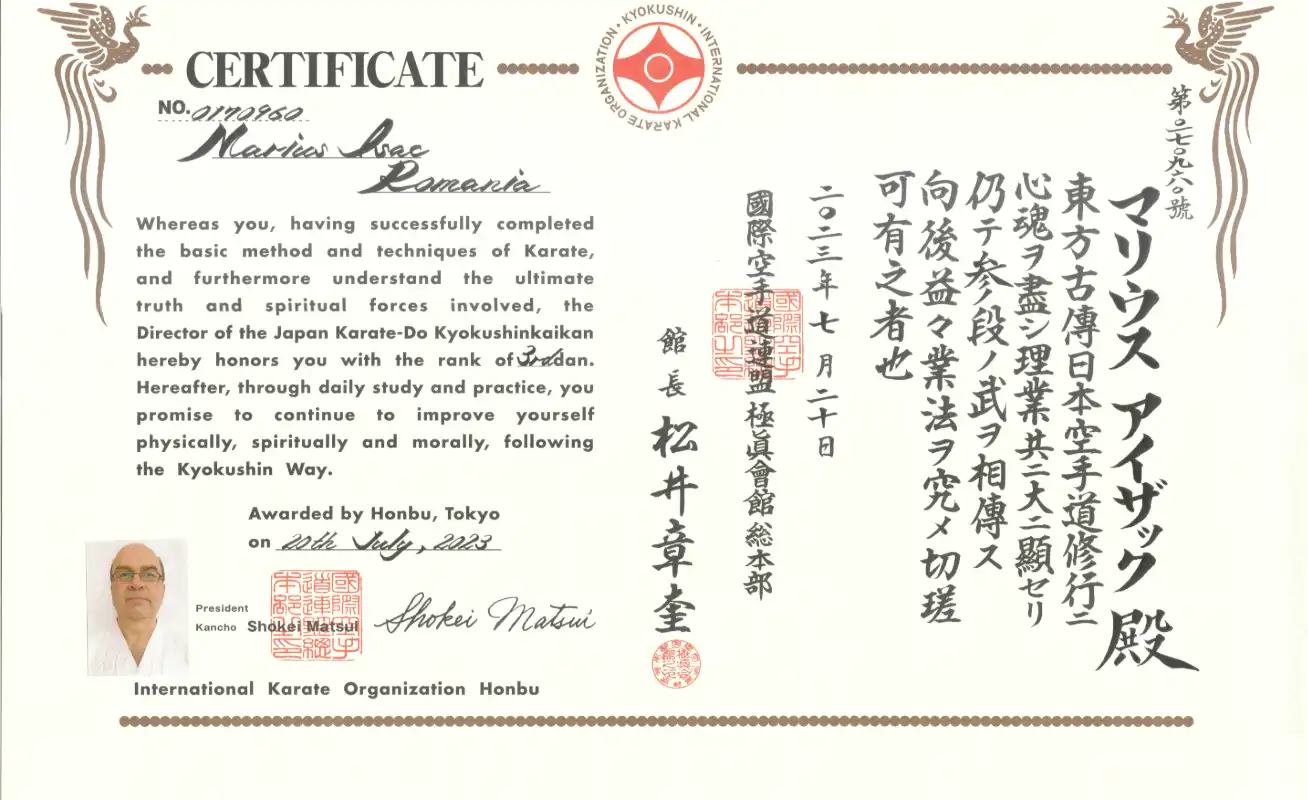 KYOKUSHIN • INTERNATIONAL KARATE ORGANIZATION •
CERTIFICATE
NO. 0170960
Marius Isac
Romania
Whereas you, having successfully completed
the basic method and techniques of Karate,
and furthermore understand the ultimate
truth and spiritual forces involved, the
Director of the Japan Karate-Do Kyokushinkaikan
hereby honors you with the rank of 3rd dan.
Hereafter, through daily study and practice, you
promise to continue to improve yourself
physically, spiritually and morally, following
the Kyokushin Way.
Awarded by Honbu, Tokyo
on 20th July, 2023
President
Kancho Shokei Matsui
Shokei Matsui
International Karate Organization Honbu
第〇一七〇九六〇號
マリウス アイザック 殿
東方古傳日本空手道修行ニ
心魂ヲ盡シ理業共ニ大ニ顯セリ
仍テ参ノ段ノ武ヲ相傳ス
向後益々業法ヲ究メ切瑳
可有之者也
二〇二三年七月二十日
國際空手道連盟極眞會館総本部
館長 松井章奎